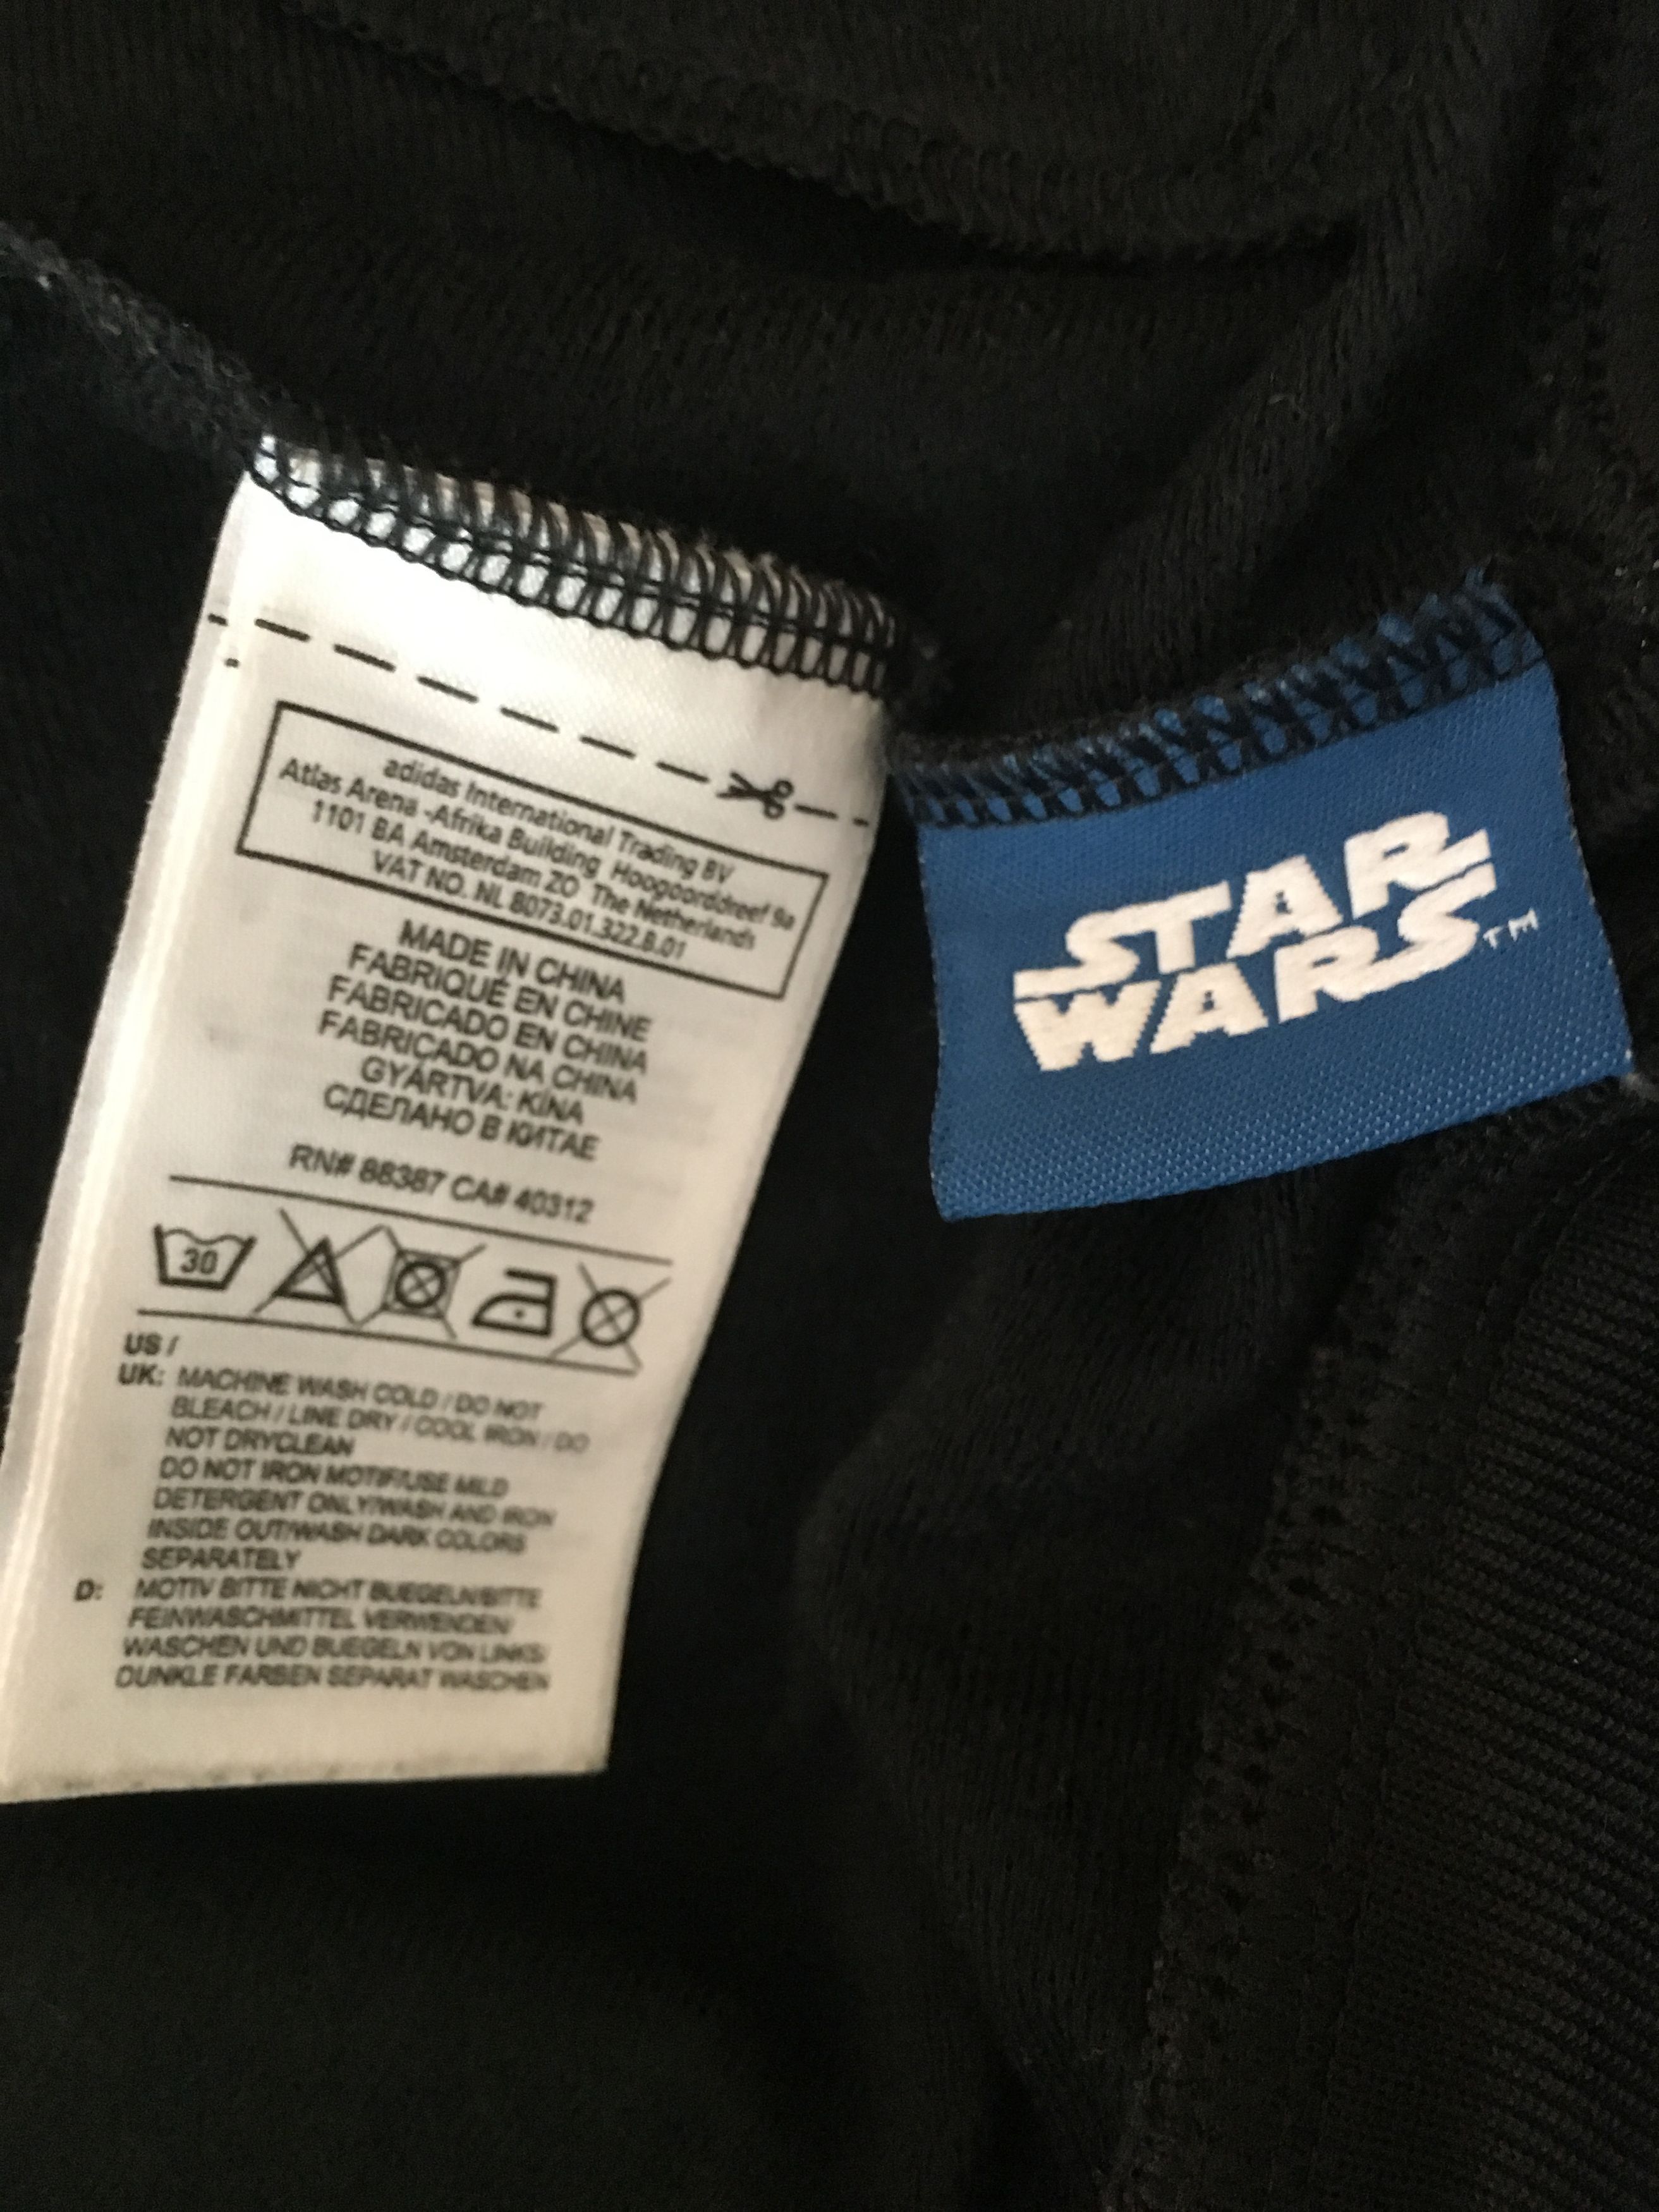 adidas International Trading BV
Atlas Arena -Afrika Building Hoogoorddreef 9a
1101 BA Amsterdam ZO The Netherlands
VAT NO. NL 8073.01.322.B.01
MADE IN CHINA
FABRIQUÉ EN CHINE
FABRICADO EN CHINA
FABRICADO NA CHINA
GYÁRTVA: KÍNA
СДЕЛАНО В КИТАЕ
RN# 88387 CA# 40312
30
US /
UK: MACHINE WASH COLD / DO NOT
BLEACH / LINE DRY / COOL IRON / DO
NOT DRYCLEAN
DO NOT IRON MOTIF/USE MILD
DETERGENT ONLY/WASH AND IRON
INSIDE OUT/WASH DARK COLORS
SEPARATELY
D: MOTIV BITTE NICHT BUEGELN/BITTE
FEINWASCHMITTEL VERWENDEN/
WASCHEN UND BUEGELN VON LINKS/
DUNKLE FARBEN SEPARAT WASCHEN
STAR
WARS™